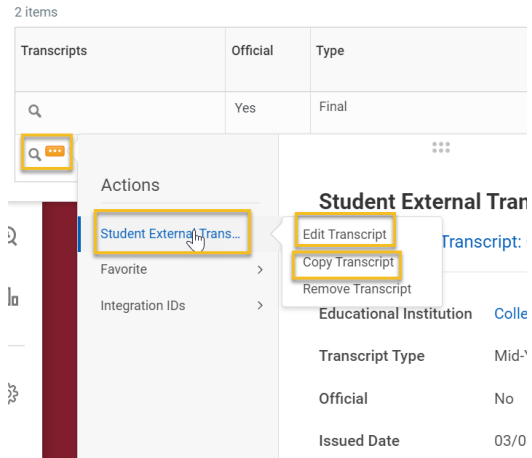 2 items
Transcripts Official Type
Yes Final
Actions
Student External Tran
Student External Trans...
Edit Transcript
Transcript:
Copy Transcript
Favorite
Remove Transcript
Integration IDs
Educational Institution Colle
Transcript Type Mid-Y
Official No
Issued Date 03/0